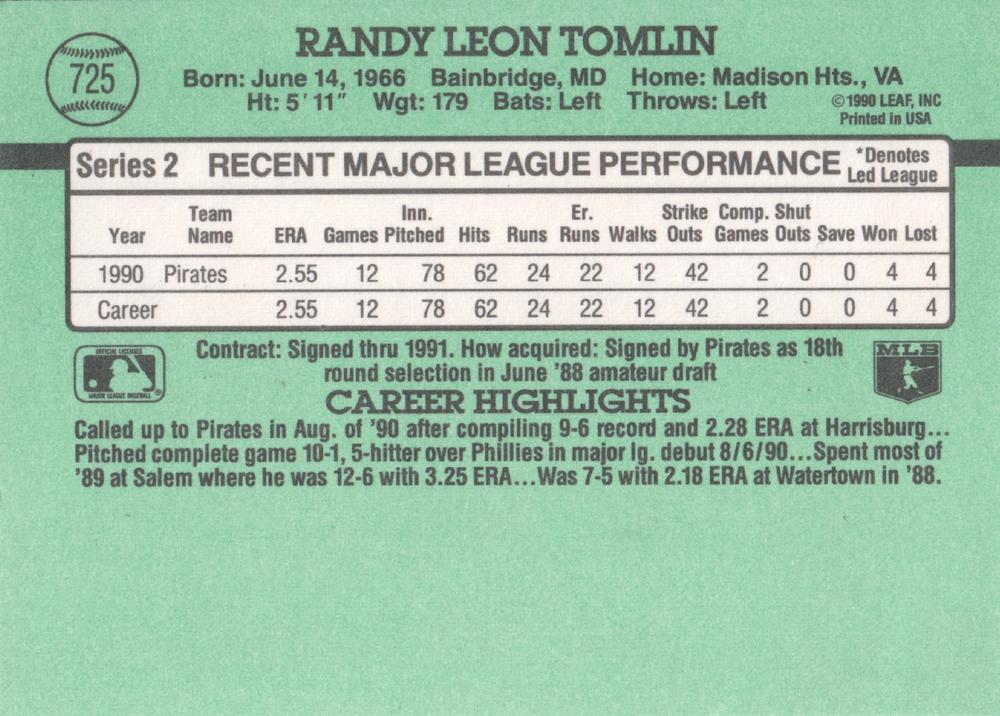 725
RANDY LEON TOMLIN
Born: June 14, 1966 Bainbridge, MD Home: Madison Hts., VA
Ht: 5' 11" Wgt: 179 Bats: Left Throws: Left
©1990 LEAF, INC
Printed in USA
Series 2 RECENT MAJOR LEAGUE PERFORMANCE *Denotes Led League
Year Team Name ERA Games Inn. Pitched Hits Runs Er. Runs Walks Strike Outs Comp. Games Shut Outs Save Won Lost
1990 Pirates 2.55 12 78 62 24 22 12 42 2 0 0 4 4
Career 2.55 12 78 62 24 22 12 42 2 0 0 4 4
OFFICIAL LICENSEE
MAJOR LEAGUE BASEBALL
®
Contract: Signed thru 1991. How acquired: Signed by Pirates as 18th
round selection in June '88 amateur draft
MLB
CAREER HIGHLIGHTS
Called up to Pirates in Aug. of '90 after compiling 9-6 record and 2.28 ERA at Harrisburg...
Pitched complete game 10-1, 5-hitter over Phillies in major lg. debut 8/6/90...Spent most of
'89 at Salem where he was 12-6 with 3.25 ERA...Was 7-5 with 2.18 ERA at Watertown in '88.